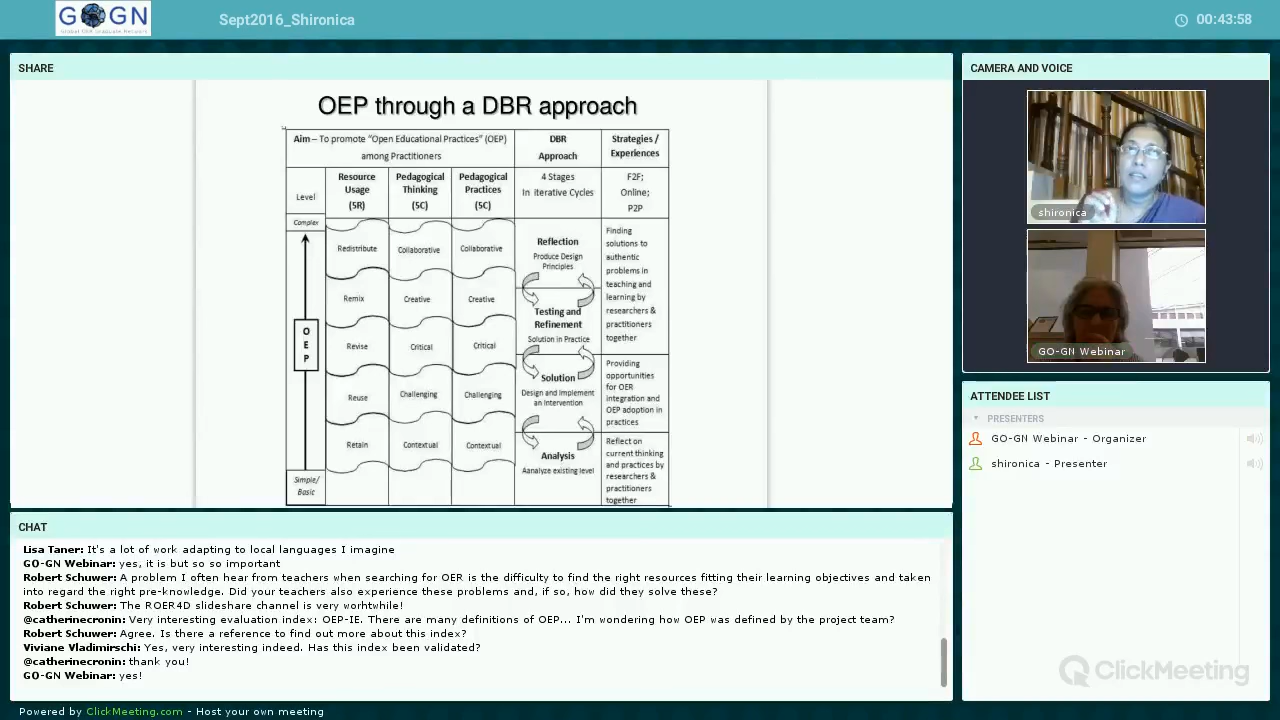 GOGN
Global OER Graduate Network
Sept2016_Shironica
00:43:58
SHARE
OEP through a DBR approach
Aim – To promote "Open Educational Practices" (OEP)
among Practitioners
DBR
Approach
Strategies /
Experiences
Level
Resource
Usage
(5R)
Pedagogical
Thinking
(5C)
Pedagogical
Practices
(5C)
4 Stages
In iterative Cycles
F2F;
Online;
P2P
Complex
O
E
P
Simple/
Basic
Redistribute
Collaborative
Collaborative
Remix
Creative
Creative
Revise
Critical
Critical
Reuse
Challenging
Challenging
Retain
Contextual
Contextual
Reflection
Produce Design
Principles
Testing and
Refinement
Solution in Practice
Solution
Design and Implement
an Intervention
Analysis
Aanalyze existing level
Finding
solutions to
authentic
problems in
teaching and
learning by
researchers &
practitioners
together
Providing
opportunities
for OER
integration and
OEP adoption in
practices
Reflect on
current thinking
and practices by
researchers &
practitioners
together
CAMERA AND VOICE
shironica
GO-GN Webinar
ATTENDEE LIST
PRESENTERS
GO-GN Webinar - Organizer
shironica - Presenter
CHAT
Lisa Taner: It's a lot of work adapting to local languages I imagine
GO-GN Webinar: yes, it is but so so important
Robert Schuwer: A problem I often hear from teachers when searching for OER is the difficulty to find the right resources fitting their learning objectives and taken
into regard the right pre-knowledge. Did your teachers also experience these problems and, if so, how did they solve these?
Robert Schuwer: The ROER4D slideshare channel is very worhtwhile!
@catherinecronin: Very interesting evaluation index: OEP-IE. There are many definitions of OEP... I'm wondering how OEP was defined by the project team?
Robert Schuwer: Agree. Is there a reference to find out more about this index?
Viviane Vladimirschi: Yes, very interesting indeed. Has this index been validated?
@catherinecronin: thank you!
GO-GN Webinar: yes!
ClickMeeting
Powered by ClickMeeting.com - Host your own meeting